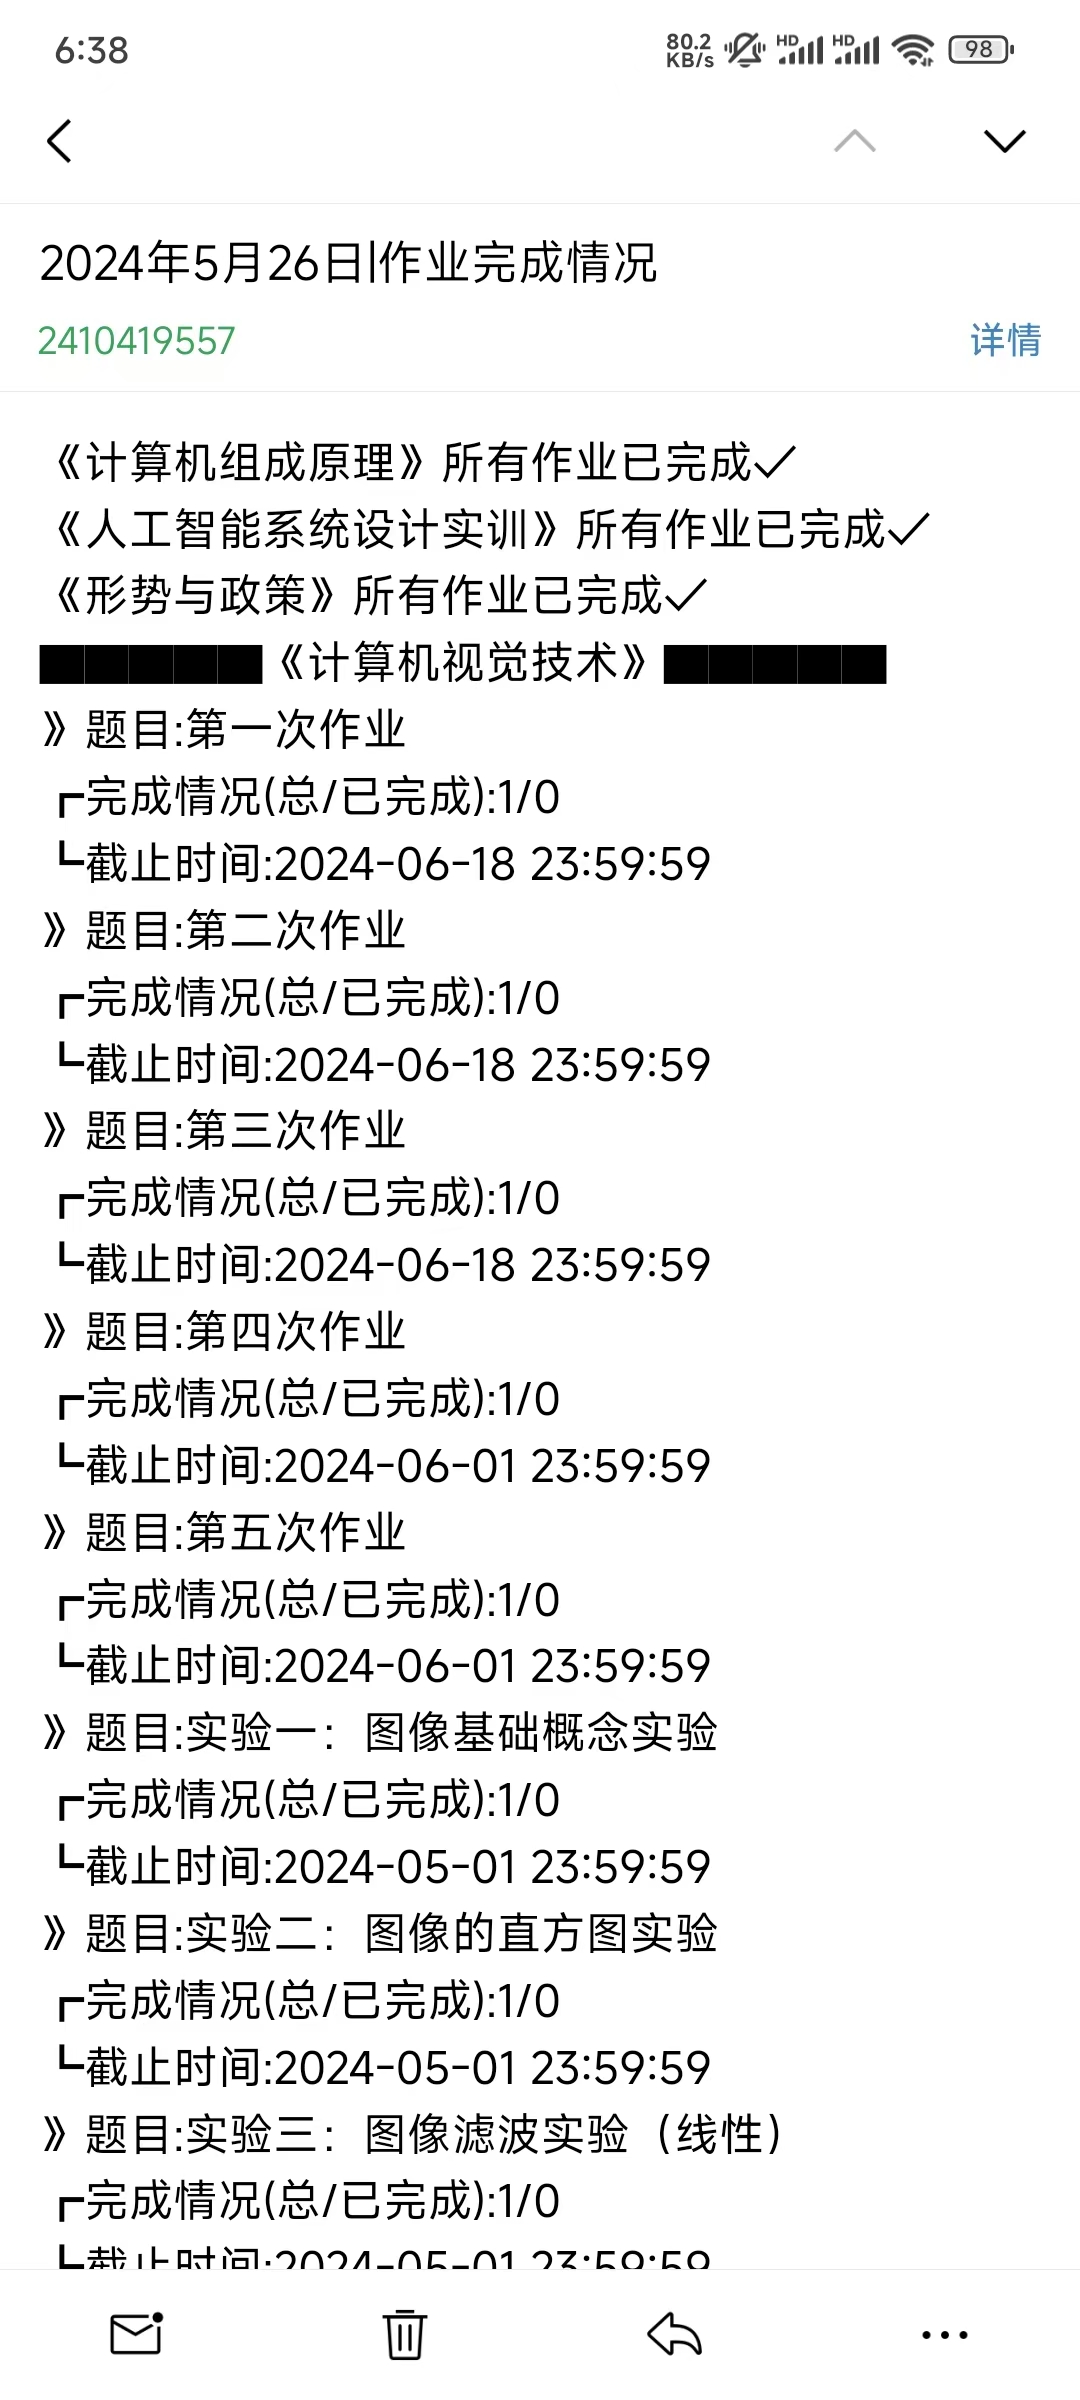 6:38
80.2
KB/s
HD
HD
98
2024年5月26日|作业完成情况
2410419557
详情
《计算机组成原理》所有作业已完成✓
《人工智能系统设计实训》所有作业已完成✓
《形势与政策》所有作业已完成✓
█████《计算机视觉技术》█████
》题目:第一次作业
┏完成情况(总/已完成):1/0
┗截止时间:2024-06-18 23:59:59
》题目:第二次作业
┏完成情况(总/已完成):1/0
┗截止时间:2024-06-18 23:59:59
》题目:第三次作业
┏完成情况(总/已完成):1/0
┗截止时间:2024-06-18 23:59:59
》题目:第四次作业
┏完成情况(总/已完成):1/0
┗截止时间:2024-06-01 23:59:59
》题目:第五次作业
┏完成情况(总/已完成):1/0
┗截止时间:2024-06-01 23:59:59
》题目:实验一：图像基础概念实验
┏完成情况(总/已完成):1/0
┗截止时间:2024-05-01 23:59:59
》题目:实验二：图像的直方图实验
┏完成情况(总/已完成):1/0
┗截止时间:2024-05-01 23:59:59
》题目:实验三：图像滤波实验（线性）
┏完成情况(总/已完成):1/0
┗截止时间:2024-05-01 23:59:59